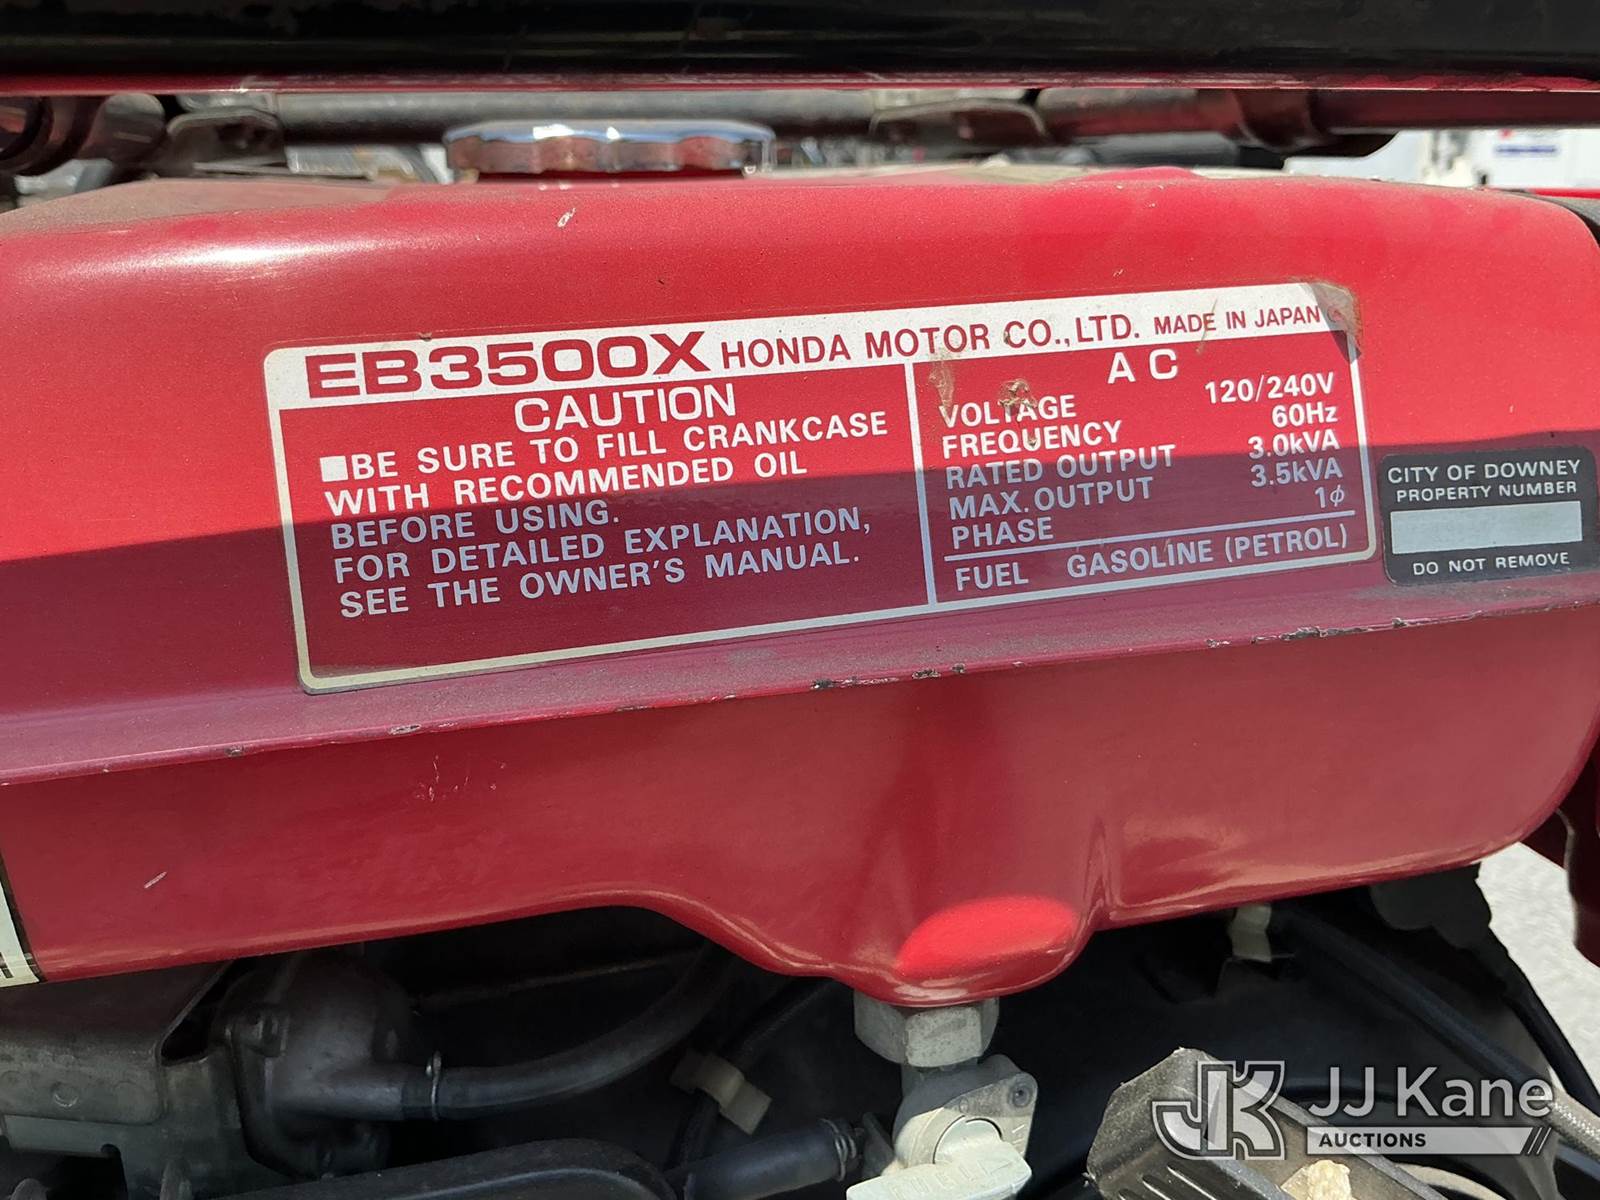 EB3500X HONDA MOTOR CO., LTD. MADE IN JAPAN
CAUTION
■BE SURE TO FILL CRANKCASE
WITH RECOMMENDED OIL
BEFORE USING.
FOR DETAILED EXPLANATION,
SEE THE OWNER'S MANUAL.
AC
VOLTAGE 120/240V
FREQUENCY 60Hz
RATED OUTPUT 3.0kVA
MAX. OUTPUT 3.5kVA
PHASE 1ϕ
FUEL GASOLINE (PETROL)
CITY OF DOWNEY
PROPERTY NUMBER
DO NOT REMOVE
JK JJ Kane
AUCTIONS